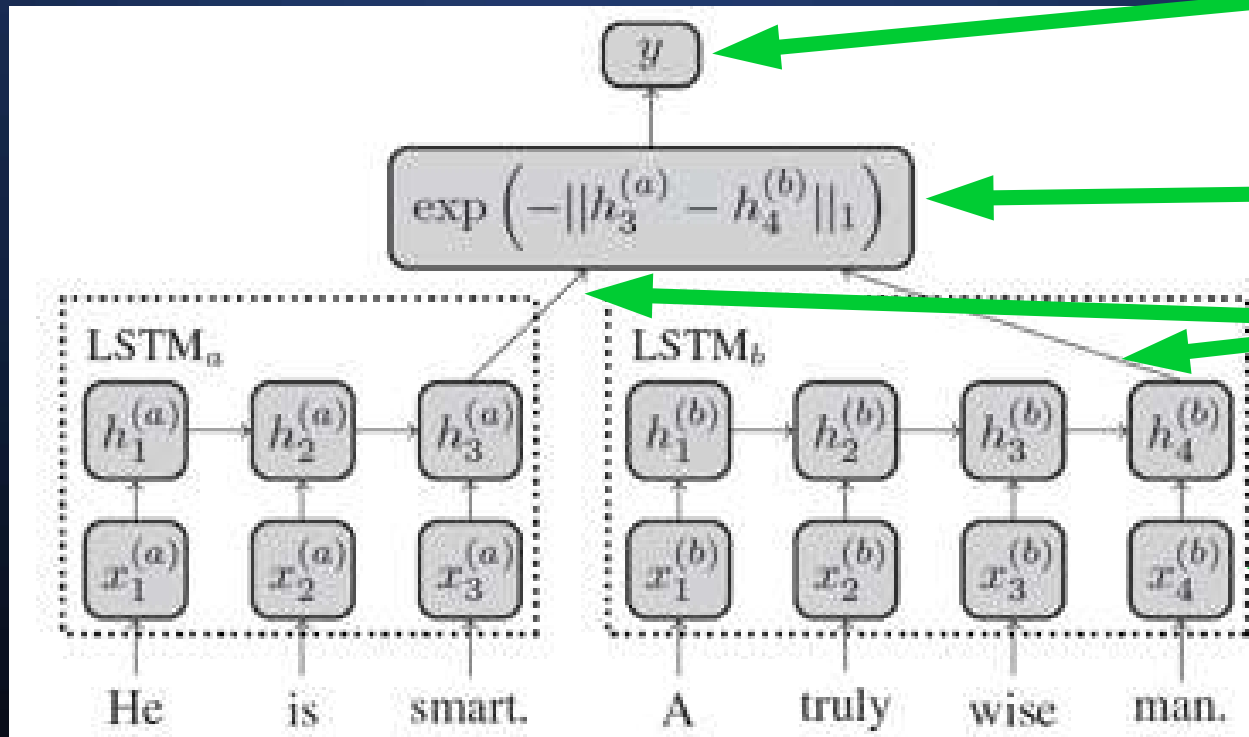 y
exp(−||h₃⁽ᵃ⁾ − h₄⁽ᵇ⁾||₁)
LSTMₐ LSTM_b
h₁⁽ᵃ⁾ h₂⁽ᵃ⁾ h₃⁽ᵃ⁾ h₁⁽ᵇ⁾ h₂⁽ᵇ⁾ h₃⁽ᵇ⁾ h₄⁽ᵇ⁾
x₁⁽ᵃ⁾ x₂⁽ᵃ⁾ x₃⁽ᵃ⁾ x₁⁽ᵇ⁾ x₂⁽ᵇ⁾ x₃⁽ᵇ⁾ x₄⁽ᵇ⁾
He is smart. A truly wise man.